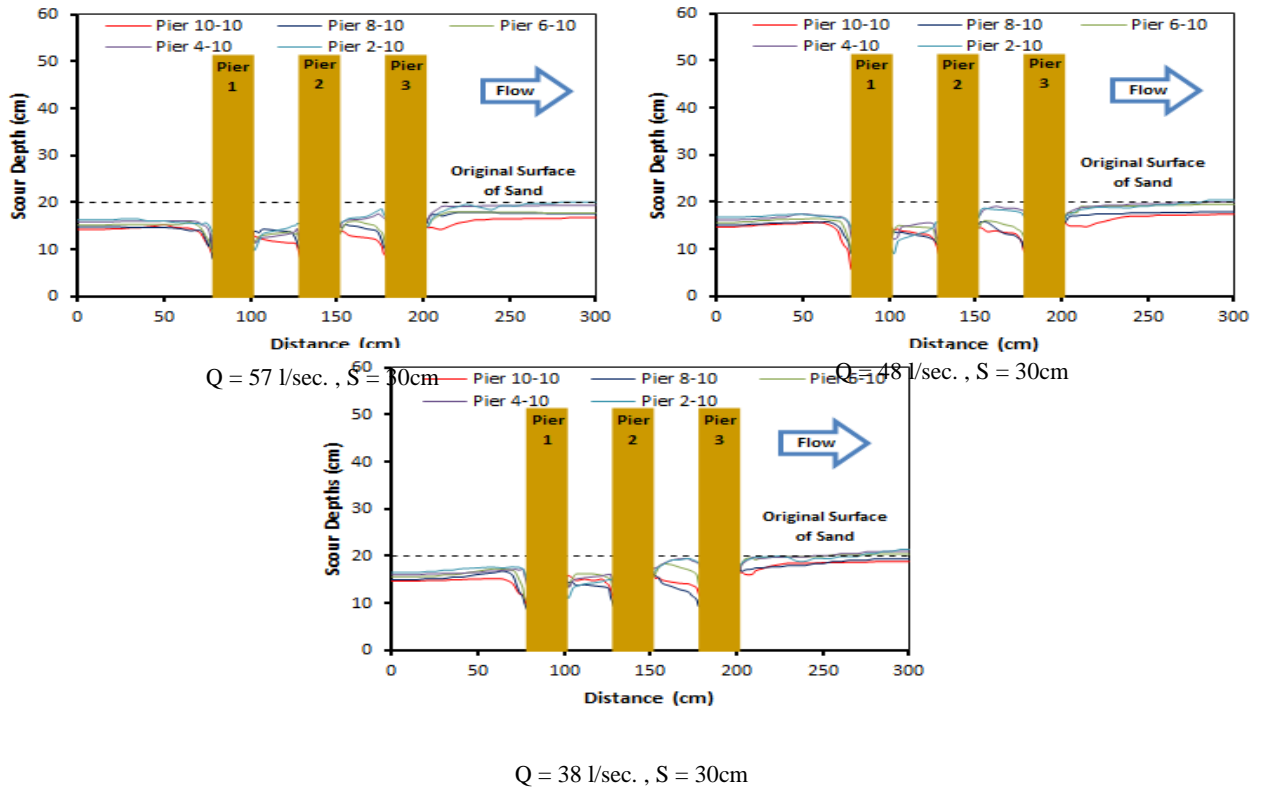 60
50
40
30
20
10
0
Scour Depth (cm)
Pier 10-10
Pier 8-10
Pier 6-10
Pier 4-10
Pier 2-10
Pier 1
Pier 2
Pier 3
Flow
Original Surface
of Sand
0 50 100 150 200 250 300
Distance (cm)
Q = 57 l/sec. , S = 30cm
60
50
40
30
20
10
0
Scour Depth (cm)
Pier 10-10
Pier 8-10
Pier 6-10
Pier 4-10
Pier 2-10
Pier 1
Pier 2
Pier 3
Flow
Original Surface
of Sand
0 50 100 150 200 250 300
Distance (cm)
Q = 48 l/sec. , S = 30cm
60
50
40
30
20
10
0
Scour Depths (cm)
Pier 10-10
Pier 8-10
Pier 6-10
Pier 4-10
Pier 2-10
Pier 1
Pier 2
Pier 3
Flow
Original Surface
of Sand
0 50 100 150 200 250 300
Distance (cm)
Q = 38 l/sec. , S = 30cm